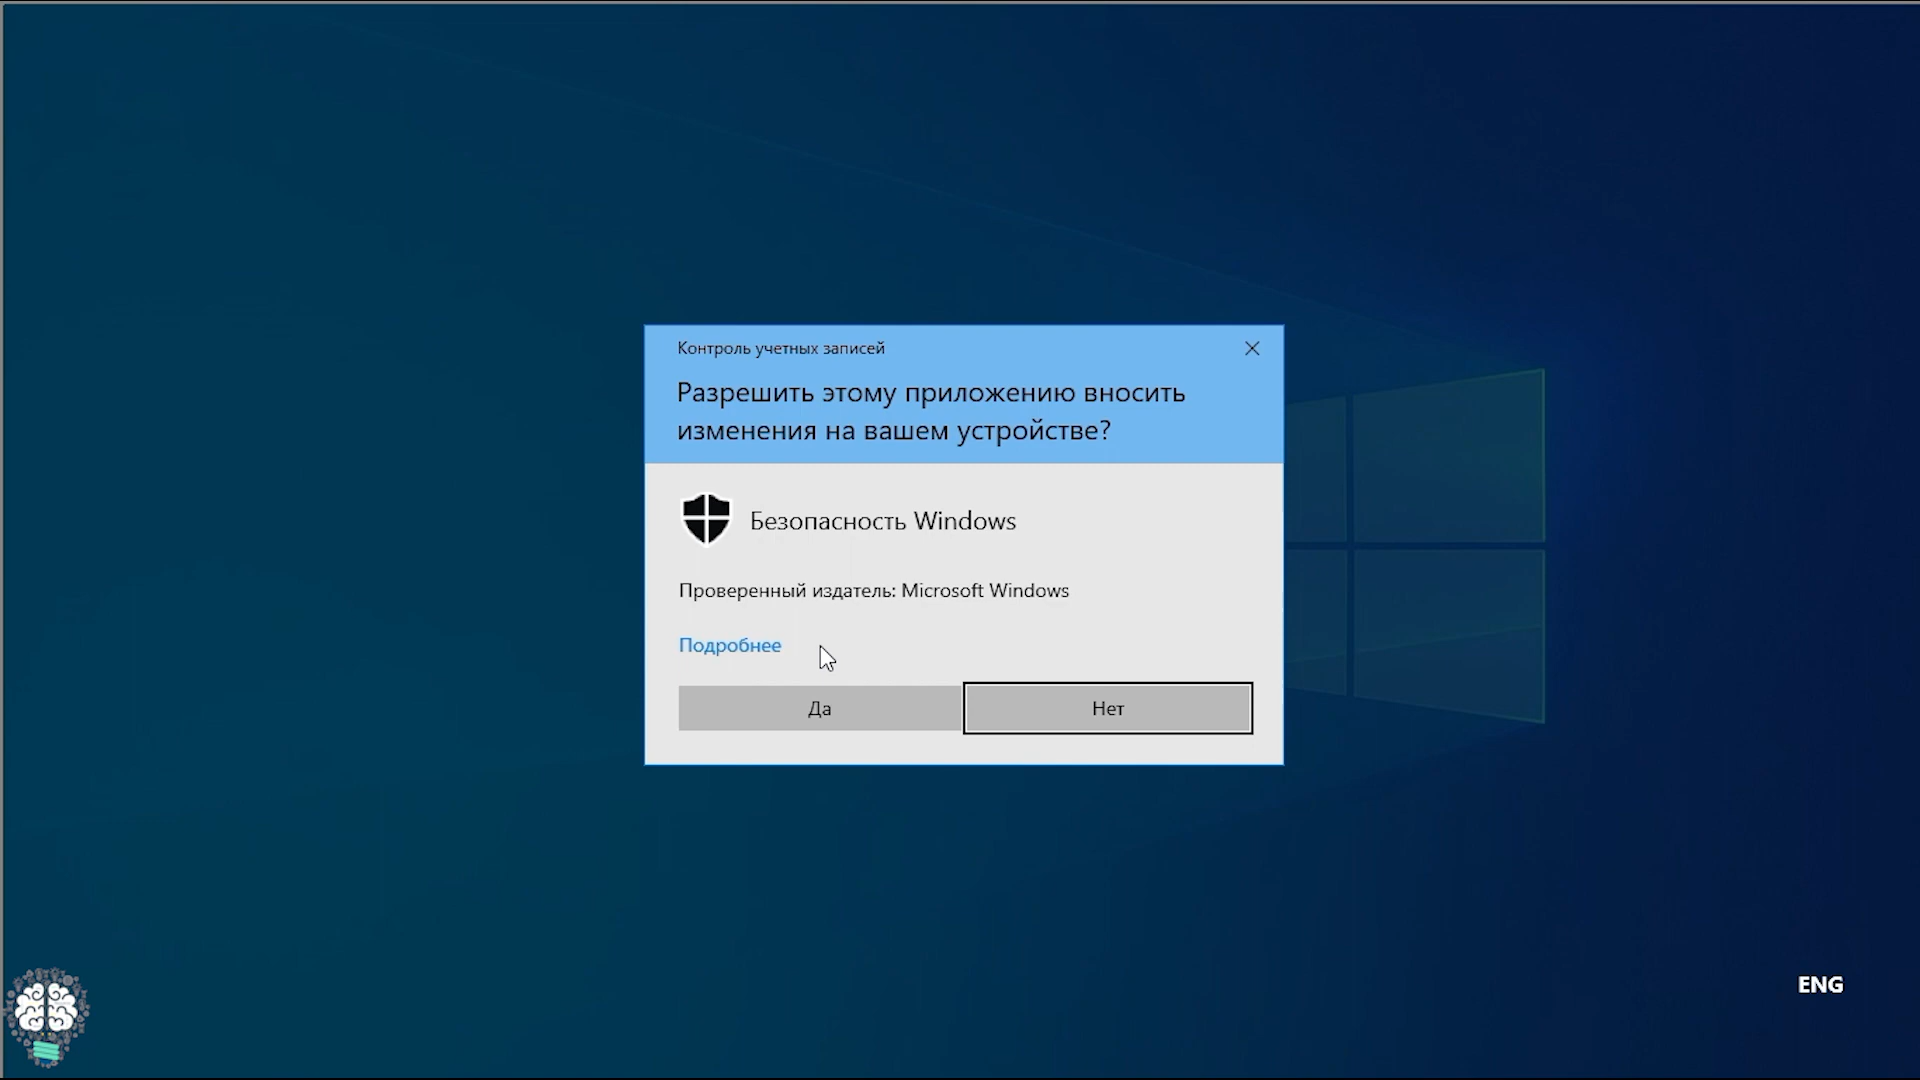 Контроль учетных записей
Разрешить этому приложению вносить
изменения на вашем устройстве?
Безопасность Windows
Проверенный издатель: Microsoft Windows
Подробнее
Да
Нет
ENG